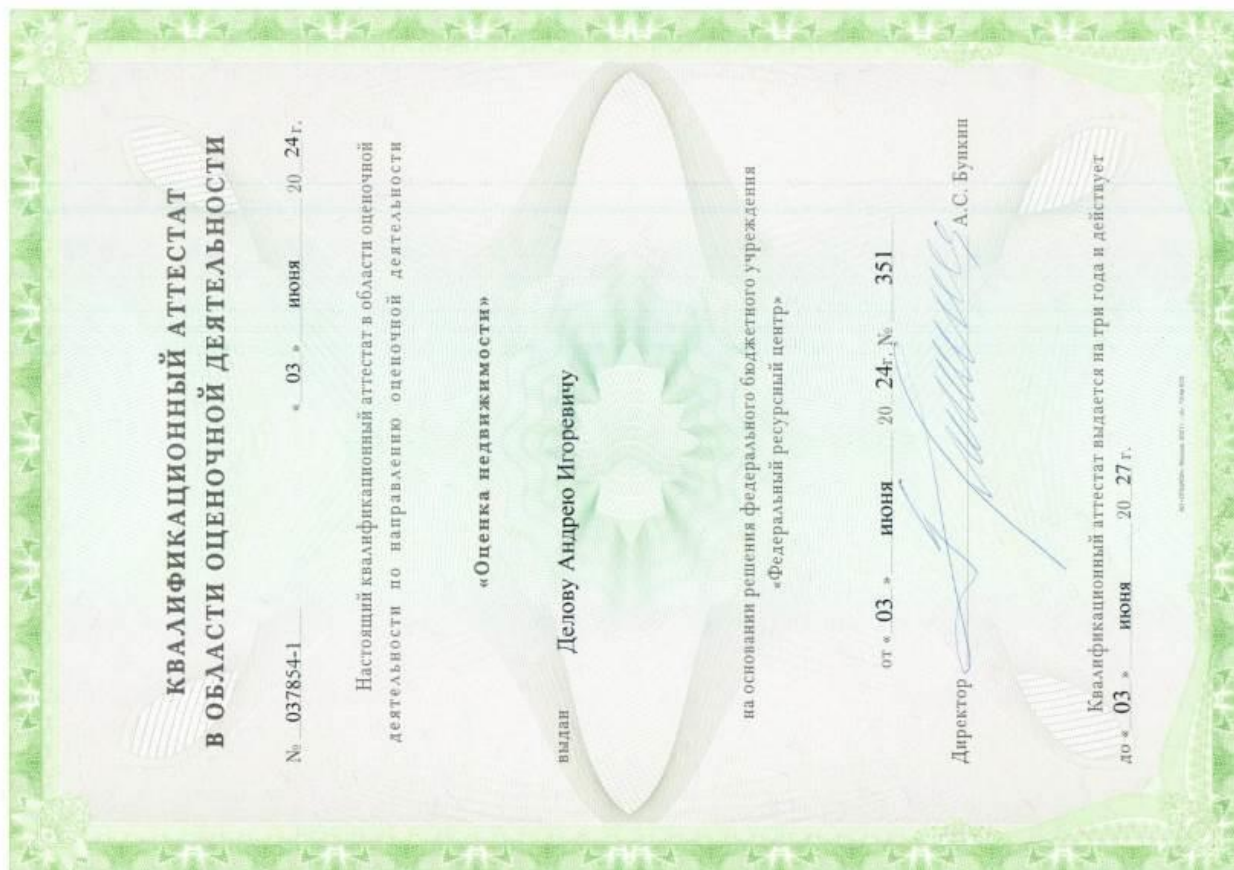 КВАЛИФИКАЦИОННЫЙ АТТЕСТАТ
В ОБЛАСТИ ОЦЕНОЧНОЙ ДЕЯТЕЛЬНОСТИ
№ 037854-1 « 03 » июня 20 24 г.
Настоящий квалификационный аттестат в области оценочной
деятельности по направлению оценочной деятельности
«Оценка недвижимости»
выдан Делову Андрею Игоревичу
на основании решения федерального бюджетного учреждения
«Федеральный ресурсный центр»
от « 03 » июня 20 24г. № 351
Директор А.С. Бункин
Квалификационный аттестат выдается на три года и действует
до « 03 » июня 20 27 г.